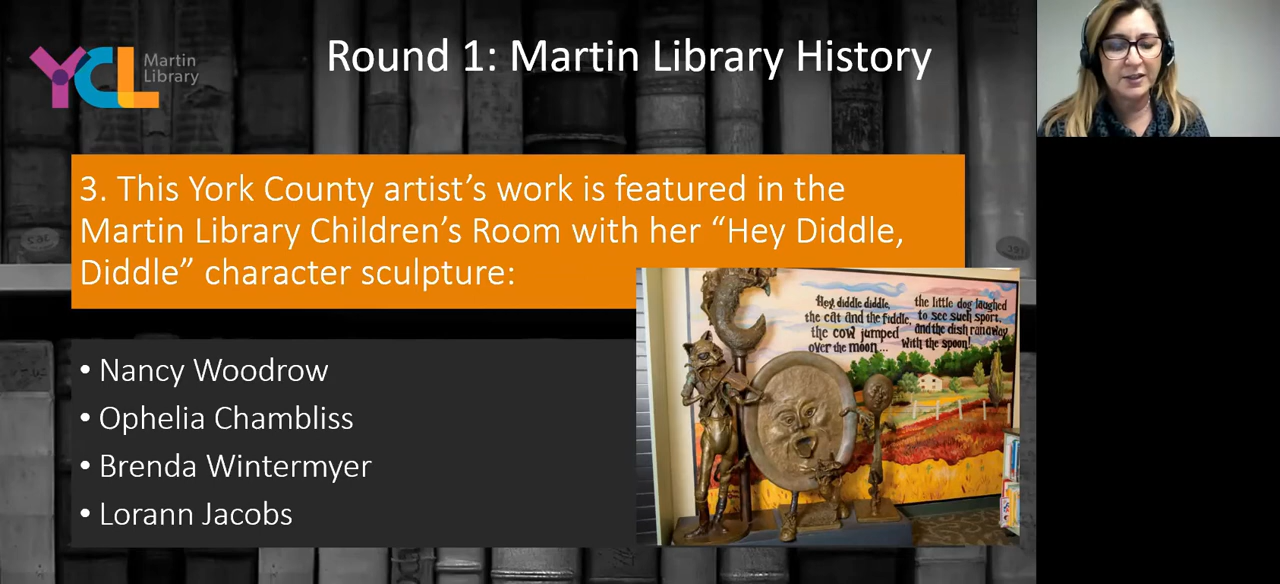 YCL Martin
Library
Round 1: Martin Library History
3. This York County artist’s work is featured in the
Martin Library Children’s Room with her “Hey Diddle,
Diddle” character sculpture:
• Nancy Woodrow
• Ophelia Chambliss
• Brenda Wintermyer
• Lorann Jacobs
Hey, diddle diddle,
the cat and the fiddle,
the cow jumped
over the moon...
the little dog laughed
to see such sport.
and the dish ran away
with the spoon!